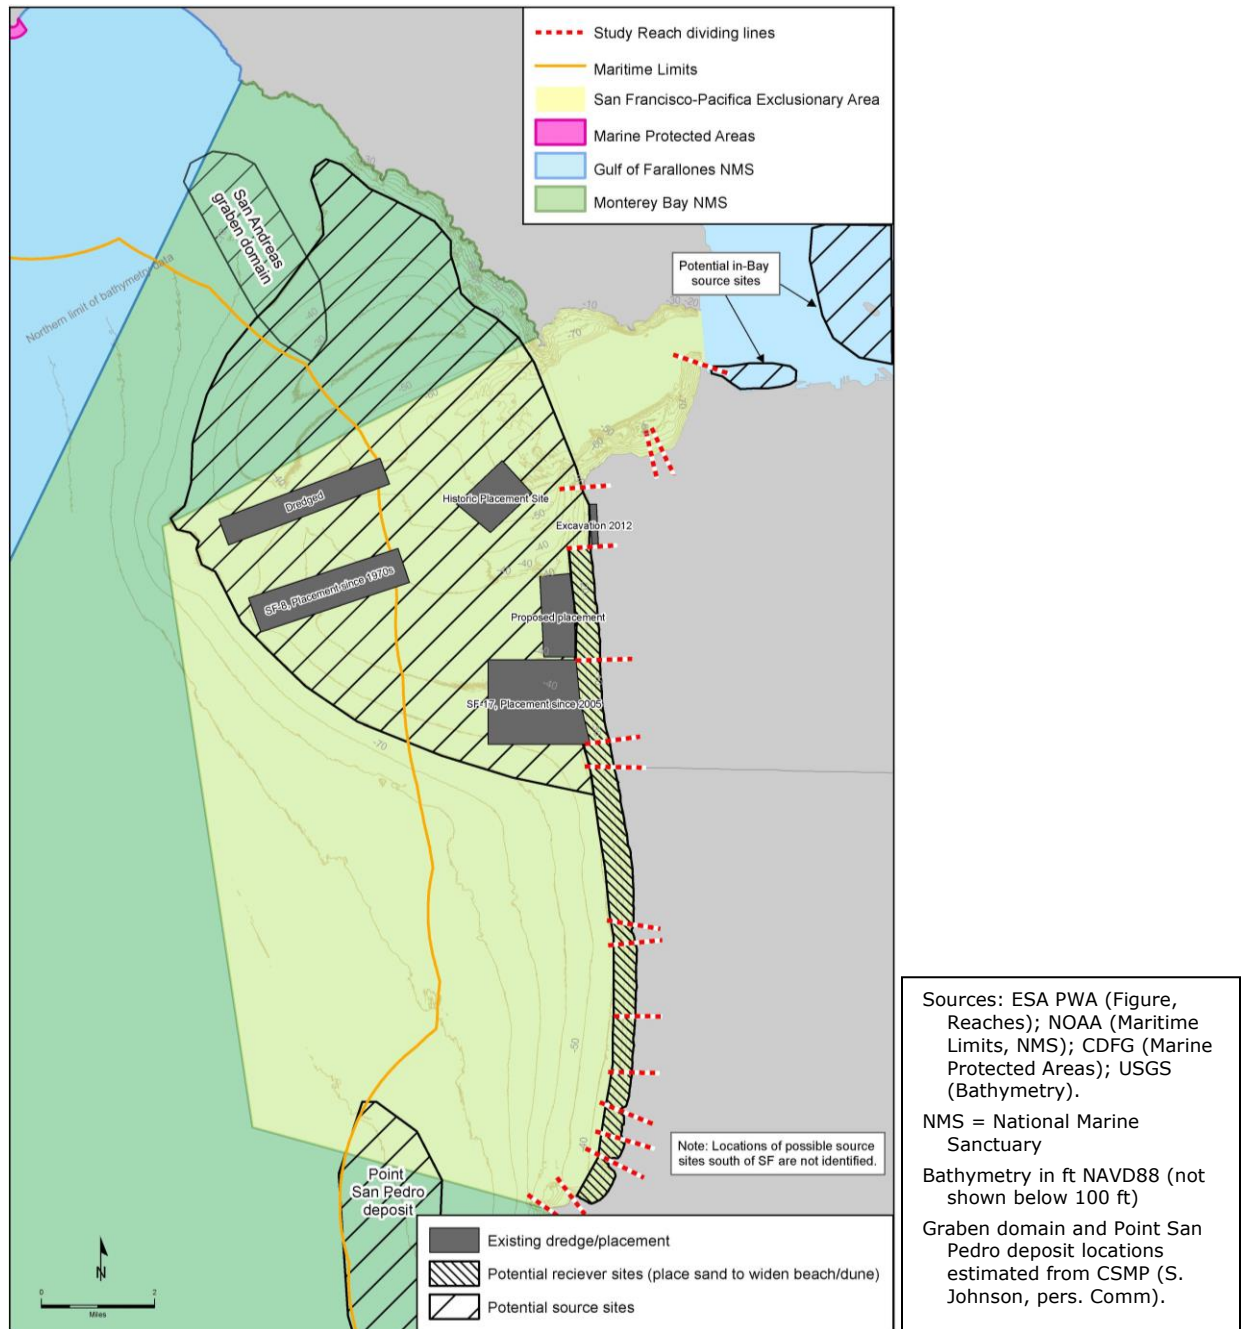 Study Reach dividing lines
Maritime Limits
San Francisco-Pacifica Exclusionary Area
Marine Protected Areas
Gulf of Farallones NMS
Monterey Bay NMS
San Andreas
graben domain
Northern limit of bathymetry data
Potential in-Bay
source sites
Dredged
Historic Placement Site
Excavation 2012
SF-8, Placement since 1970s
Proposed placement
SF-17, Placement since 2005
-70
-50
Point
San Pedro
deposit
Note: Locations of possible source
sites south of SF are not identified.
N
0 2
Miles
Existing dredge/placement
Potential reciever sites (place sand to widen beach/dune)
Potential source sites
Sources: ESA PWA (Figure,
Reaches); NOAA (Maritime
Limits, NMS); CDFG (Marine
Protected Areas); USGS
(Bathymetry).
NMS = National Marine
Sanctuary
Bathymetry in ft NAVD88 (not
shown below 100 ft)
Graben domain and Point San
Pedro deposit locations
estimated from CSMP (S.
Johnson, pers. Comm).